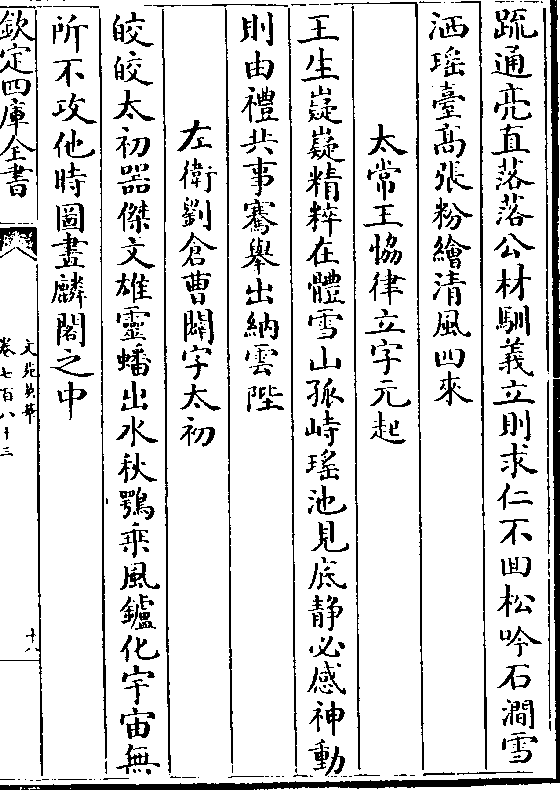 疏通亮直落落公材馴義立則求仁不回松吟石澗雪
洒瑶臺髙張粉繪清風四來
太常王恊律立字元起
王生嶷嶷精粹在體雪山孤峙瑶池見底静必感神動
則由禮共事騫舉出納雲陛
左衛劉倉曹闢字太初
皎皎太初器傑文雄靈蟠出水秋鶚乘風鑪化宇宙無
所不攻他時圖畫麟閣之中
欽定四庫全書
文苑英華
卷七百八十三
十八